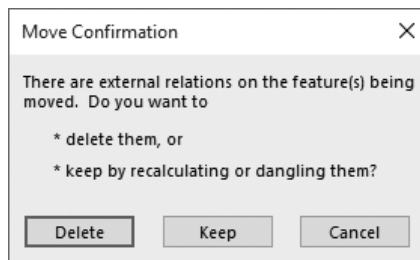 Move Confirmation
There are external relations on the feature(s) being
moved. Do you want to
* delete them, or
* keep by recalculating or dangling them?
Delete Keep Cancel